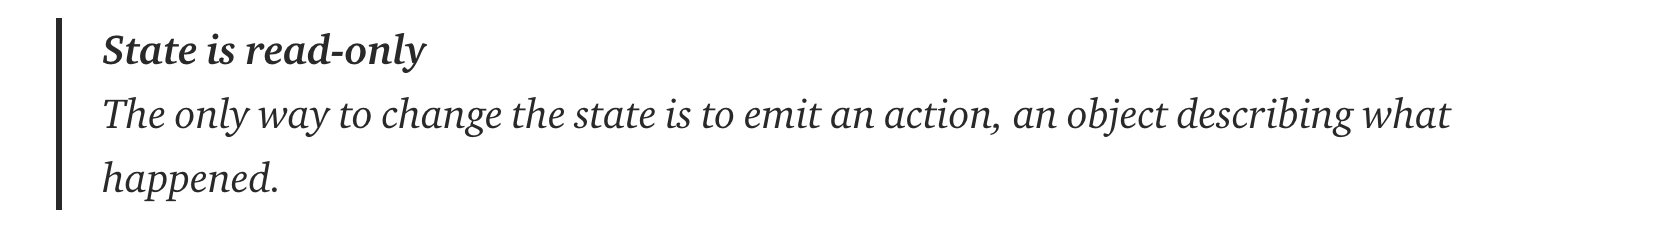 State is read-only
The only way to change the state is to emit an action, an object describing what
happened.